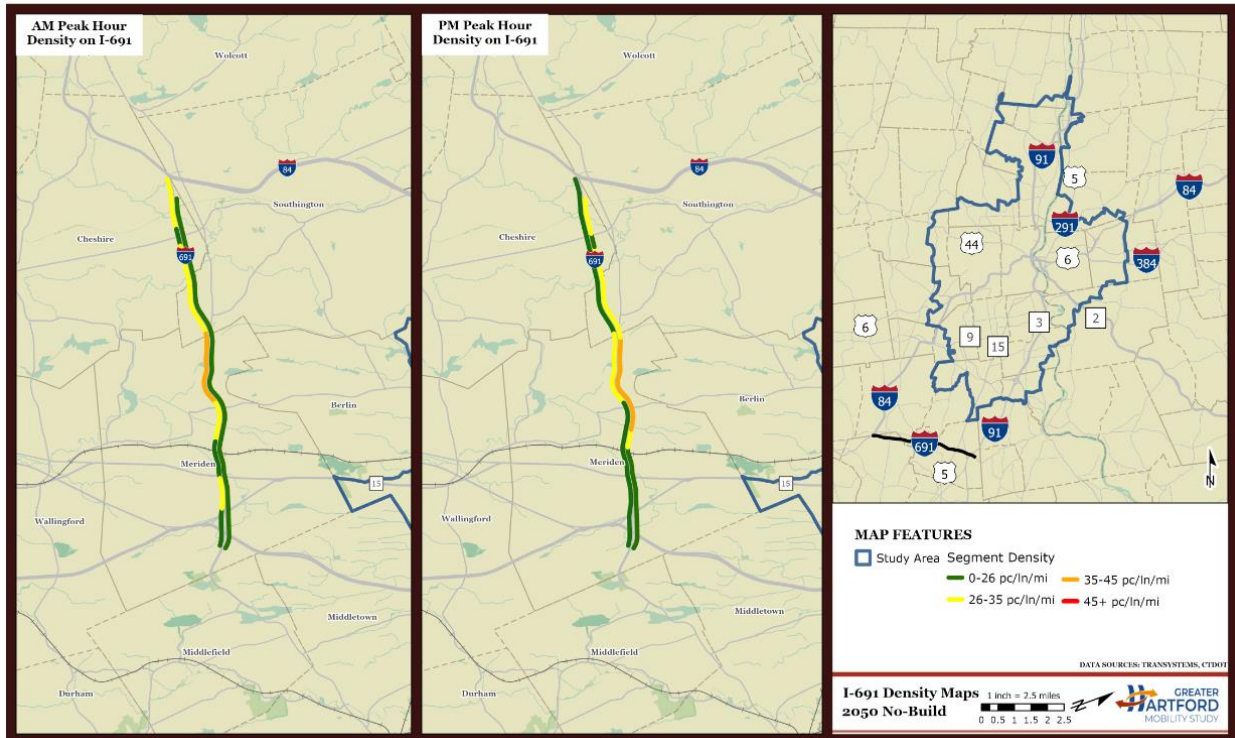 AM Peak Hour
Density on I-691
Wolcott
84
Southington
Cheshire
691
Berlin
Meriden
15
Wallingford
Middletown
Middlefield
Durham
PM Peak Hour
Density on I-691
Wolcott
84
Southington
Cheshire
691
Berlin
Meriden
15
Wallingford
Middletown
Middlefield
Durham
91
5
84
291
44
6
384
6
9
15
3
2
84
91
691
5
N
MAP FEATURES
Study Area Segment Density
0-26 pc/ln/mi 35-45 pc/ln/mi
26-35 pc/ln/mi 45+ pc/ln/mi
DATA SOURCES: TRANSYSTEMS, CTDOT
I-691 Density Maps
2050 No-Build
1 inch = 2.5 miles
0 0.5 1 1.5 2 2.5
N
GREATER
HARTFORD
MOBILITY STUDY